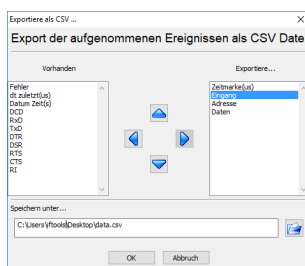 Exportiere als CSV ...
Export der aufgenommenen Ereignissen als CSV Date
Vorhanden
Exportiere...
Fehler
dt zuletzt(us)
Datum Zeit(s)
DCD
RxD
TxD
DTR
DSR
RTS
CTS
RI
Zeitmarke(us)
Eingang
Adresse
Daten
Speichern unter...
C:\Users\iftools\Desktop\data.csv
OK
Abbruch